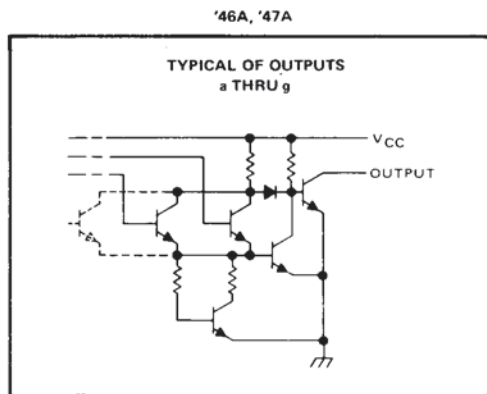 '46A, '47A
TYPICAL OF OUTPUTS
a THRU g
VCC
OUTPUT